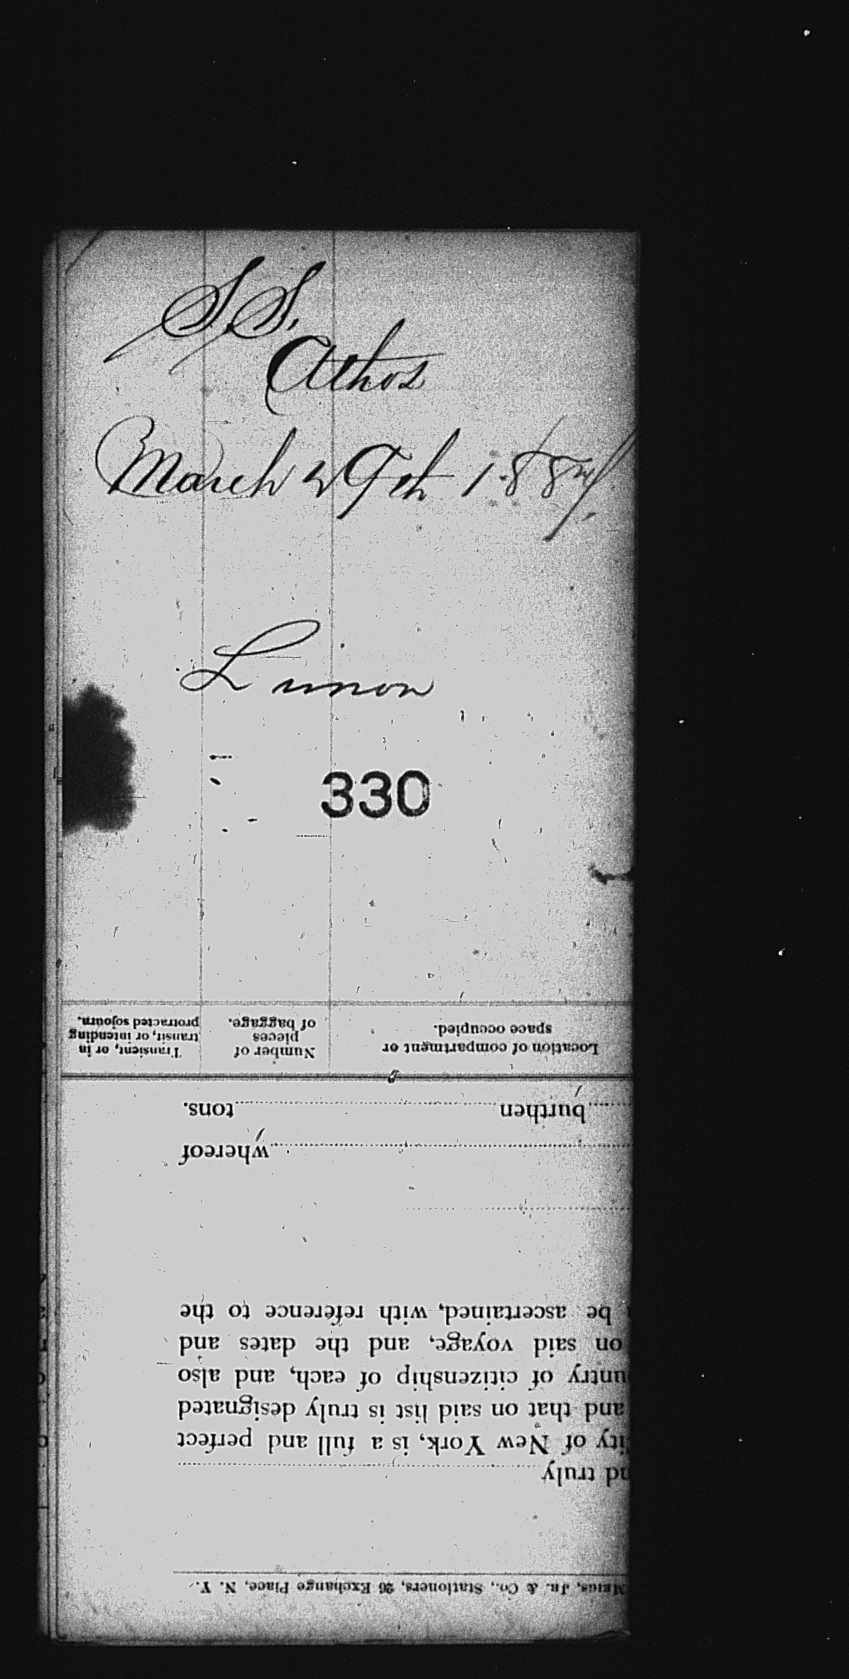 S.S.
Athos
March 29th 1887.
Limon
330
Transient, or in
transit, or intending
protracted sojourn.
Number of
pieces
of baggage.
Location of compartment or
space occupied.
burthen tons.
whereof
be ascertained, with reference to the
on said voyage, and the dates and
untry of citizenship of each, and also
and that on said list is truly designated
ity of New York, is a full and perfect
nd truly
Jr. & Co., Stationers, 26 Exchange Place, N. Y.